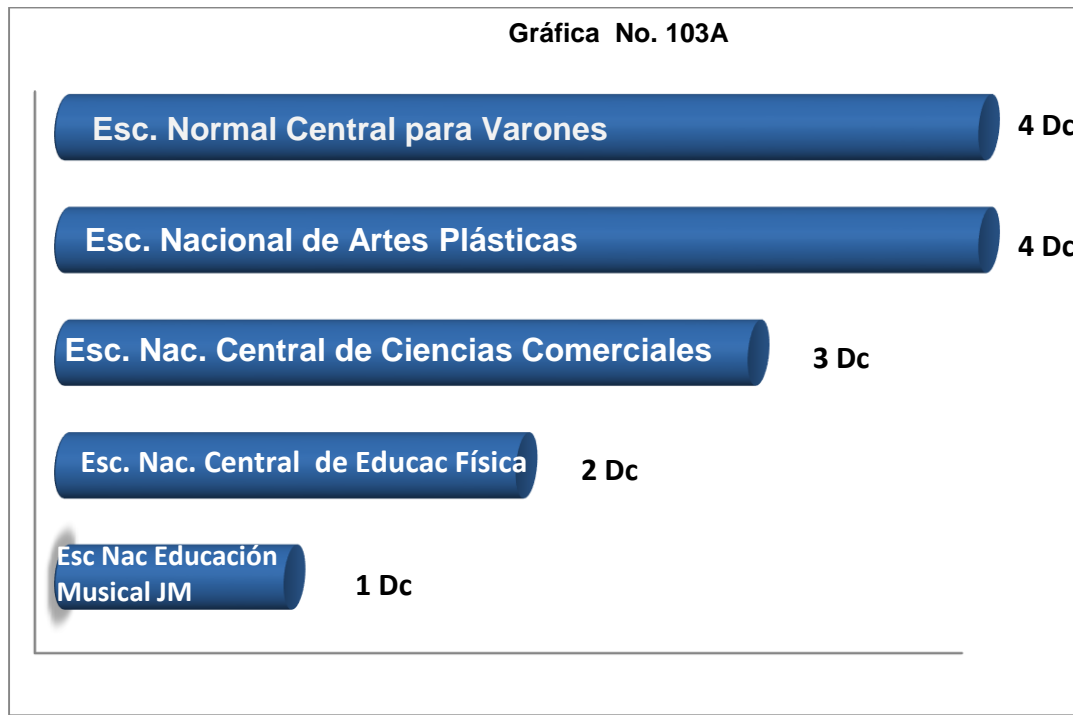 Gráfica No. 103A
Esc. Normal Central para Varones
4 Dc
Esc. Nacional de Artes Plásticas
4 Dc
Esc. Nac. Central de Ciencias Comerciales
3 Dc
Esc. Nac. Central de Educac Física
2 Dc
Esc Nac Educación
Musical JM
1 Dc